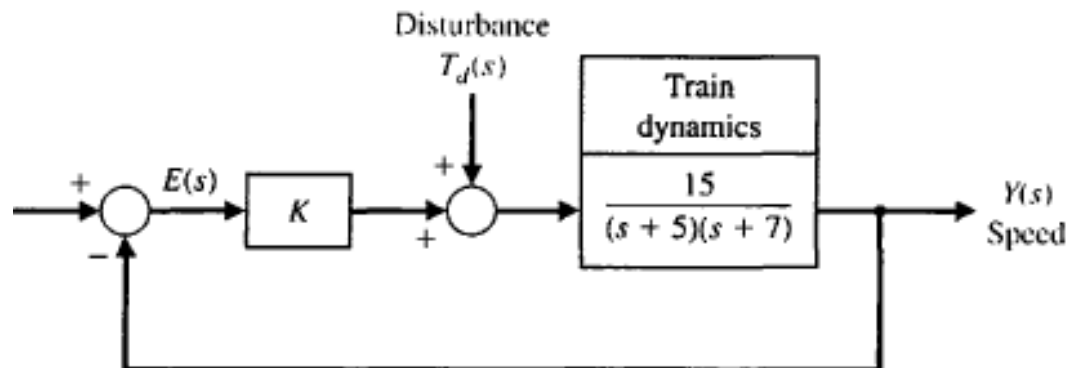 Disturbance
T_d(s)
Train
dynamics
+
E(s)
K
+
+
15
(s + 5)(s + 7)
Y(s)
Speed
−